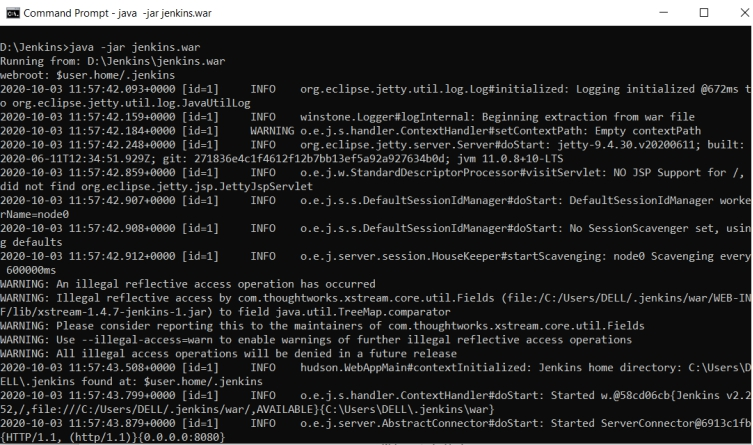 Command Prompt - java -jar jenkins.war
D:\Jenkins>java -jar jenkins.war
Running from: D:\Jenkins\jenkins.war
webroot: $user.home/.jenkins
2020-10-03 11:57:42.093+0000 [id=1] INFO org.eclipse.jetty.util.log.Log#initialized: Logging initialized @672ms t
o org.eclipse.jetty.util.log.JavaUtilLog
2020-10-03 11:57:42.159+0000 [id=1] INFO winstone.Logger#logInternal: Beginning extraction from war file
2020-10-03 11:57:42.184+0000 [id=1] WARNING o.e.j.s.handler.ContextHandler#setContextPath: Empty contextPath
2020-10-03 11:57:42.248+0000 [id=1] INFO org.eclipse.jetty.server.Server#doStart: jetty-9.4.30.v20200611; built:
2020-06-11T12:34:51.929Z; git: 271836e4c1f4612f12b7bb13ef5a92a927634b0d; jvm 11.0.8+10-LTS
2020-10-03 11:57:42.859+0000 [id=1] INFO o.e.j.w.StandardDescriptorProcessor#visitServlet: NO JSP Support for /,
did not find org.eclipse.jetty.jsp.JettyJspServlet
2020-10-03 11:57:42.907+0000 [id=1] INFO o.e.j.s.s.DefaultSessionIdManager#doStart: DefaultSessionIdManager worke
rName=node0
2020-10-03 11:57:42.908+0000 [id=1] INFO o.e.j.s.s.DefaultSessionIdManager#doStart: No SessionScavenger set, usin
g defaults
2020-10-03 11:57:42.912+0000 [id=1] INFO o.e.j.server.session.HouseKeeper#startScavenging: node0 Scavenging every
600000ms
WARNING: An illegal reflective access operation has occurred
WARNING: Illegal reflective access by com.thoughtworks.xstream.core.util.Fields (file:/C:/Users/DELL/.jenkins/war/WEB-IN
F/lib/xstream-1.4.7-jenkins-1.jar) to field java.util.TreeMap.comparator
WARNING: Please consider reporting this to the maintainers of com.thoughtworks.xstream.core.util.Fields
WARNING: Use --illegal-access=warn to enable warnings of further illegal reflective access operations
WARNING: All illegal access operations will be denied in a future release
2020-10-03 11:57:43.508+0000 [id=1] INFO hudson.WebAppMain#contextInitialized: Jenkins home directory: C:\Users\D
ELL\.jenkins found at: $user.home/.jenkins
2020-10-03 11:57:43.799+0000 [id=1] INFO o.e.j.s.handler.ContextHandler#doStart: Started w.@58cd06cb{Jenkins v2.2
52,/,file:///C:/Users/DELL/.jenkins/war/,AVAILABLE}{C:\Users\DELL\.jenkins\war}
2020-10-03 11:57:43.879+0000 [id=1] INFO o.e.j.server.AbstractConnector#doStart: Started ServerConnector@6913c1fb
{HTTP/1.1, (http/1.1)}{0.0.0.0:8080}